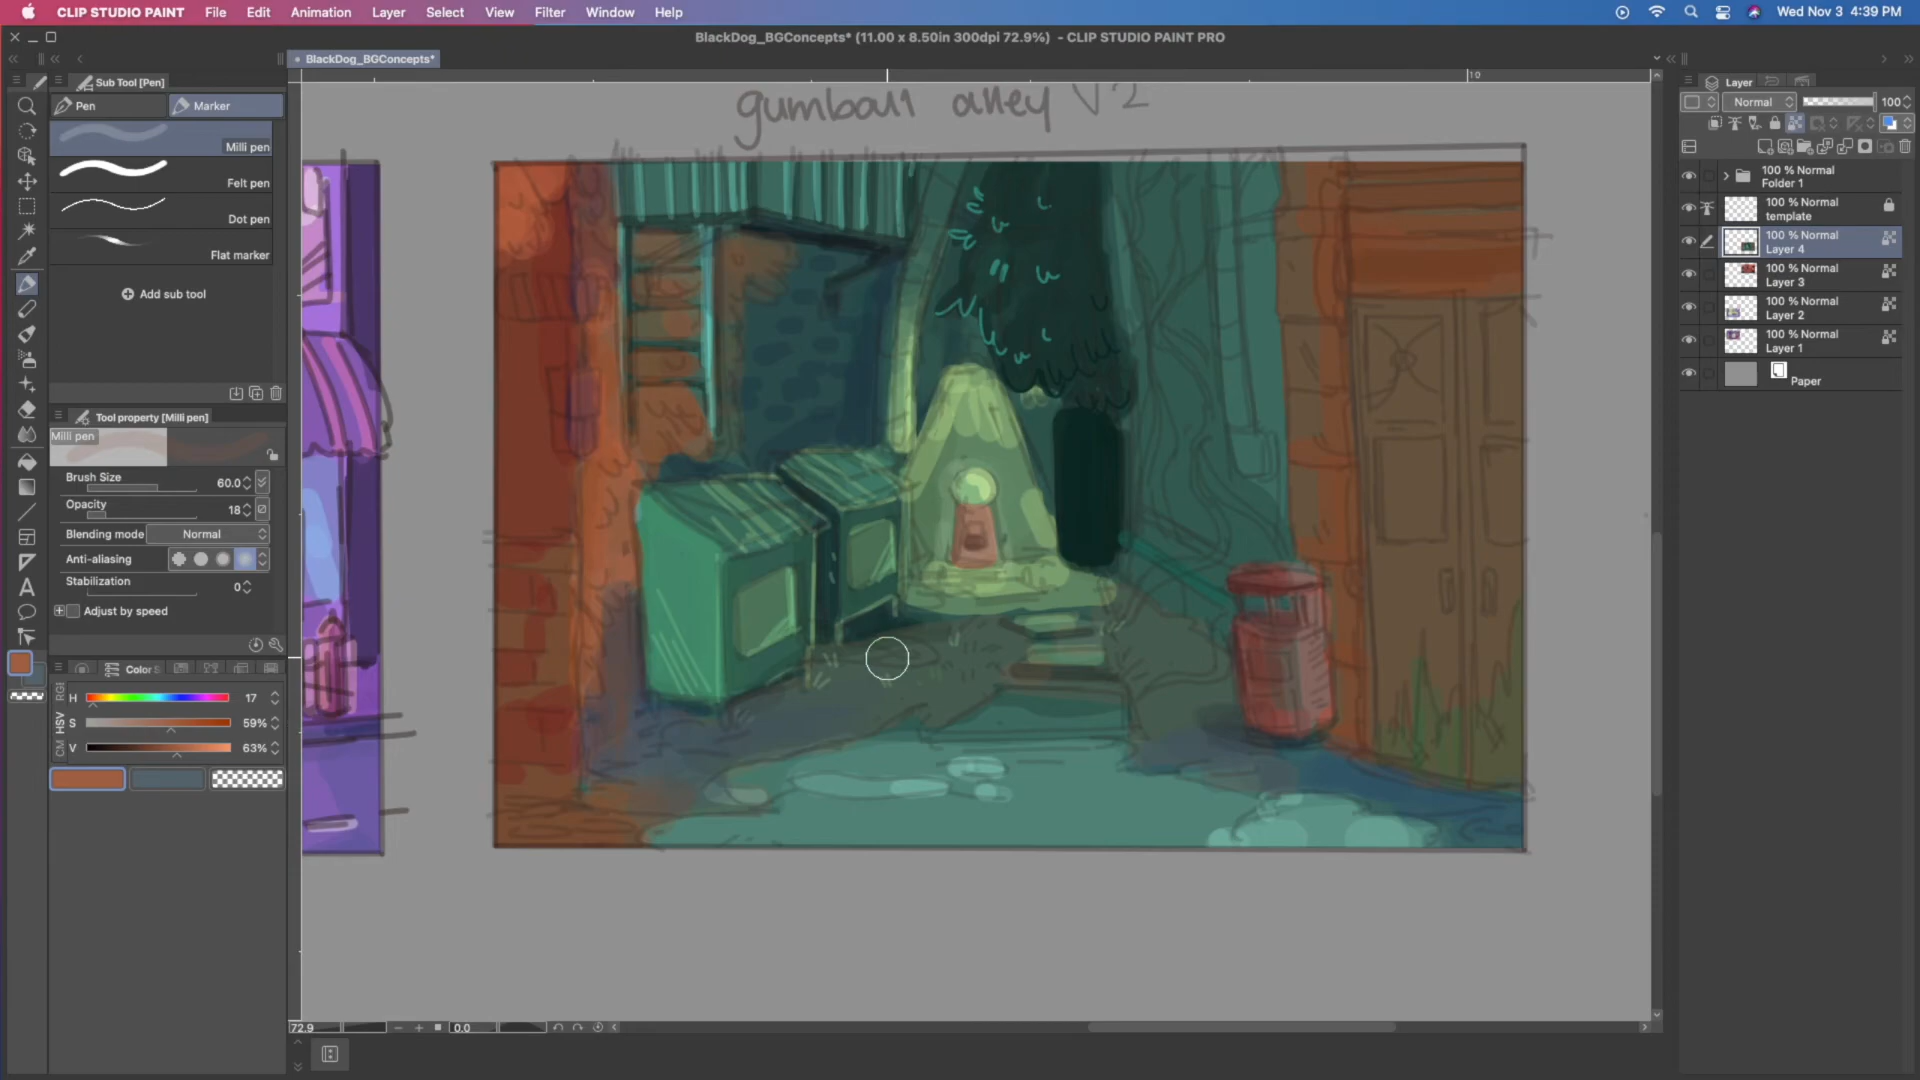 CLIP STUDIO PAINT File Edit Animation Layer Select View Filter Window Help Wed Nov 3 4:39 PM
BlackDog_BGConcepts* (11.00 x 8.50in 300dpi 72.9%) - CLIP STUDIO PAINT PRO
BlackDog_BGConcepts*
Sub Tool [Pen]
Pen Marker
Milli pen
Felt pen
Dot pen
Flat marker
Add sub tool
Tool property [Milli pen]
Milli pen
Brush Size 60.0
Opacity 18
Blending mode Normal
Anti-aliasing
Stabilization 0
Adjust by speed
Color S
RG
HSV
CM
H 17
S 59%
V 63%
10
gumball alley V2
72.9 0.0
Layer
Normal 100
100 % Normal
Folder 1
100 % Normal
template
100 % Normal
Layer 4
100 % Normal
Layer 3
100 % Normal
Layer 2
100 % Normal
Layer 1
Paper